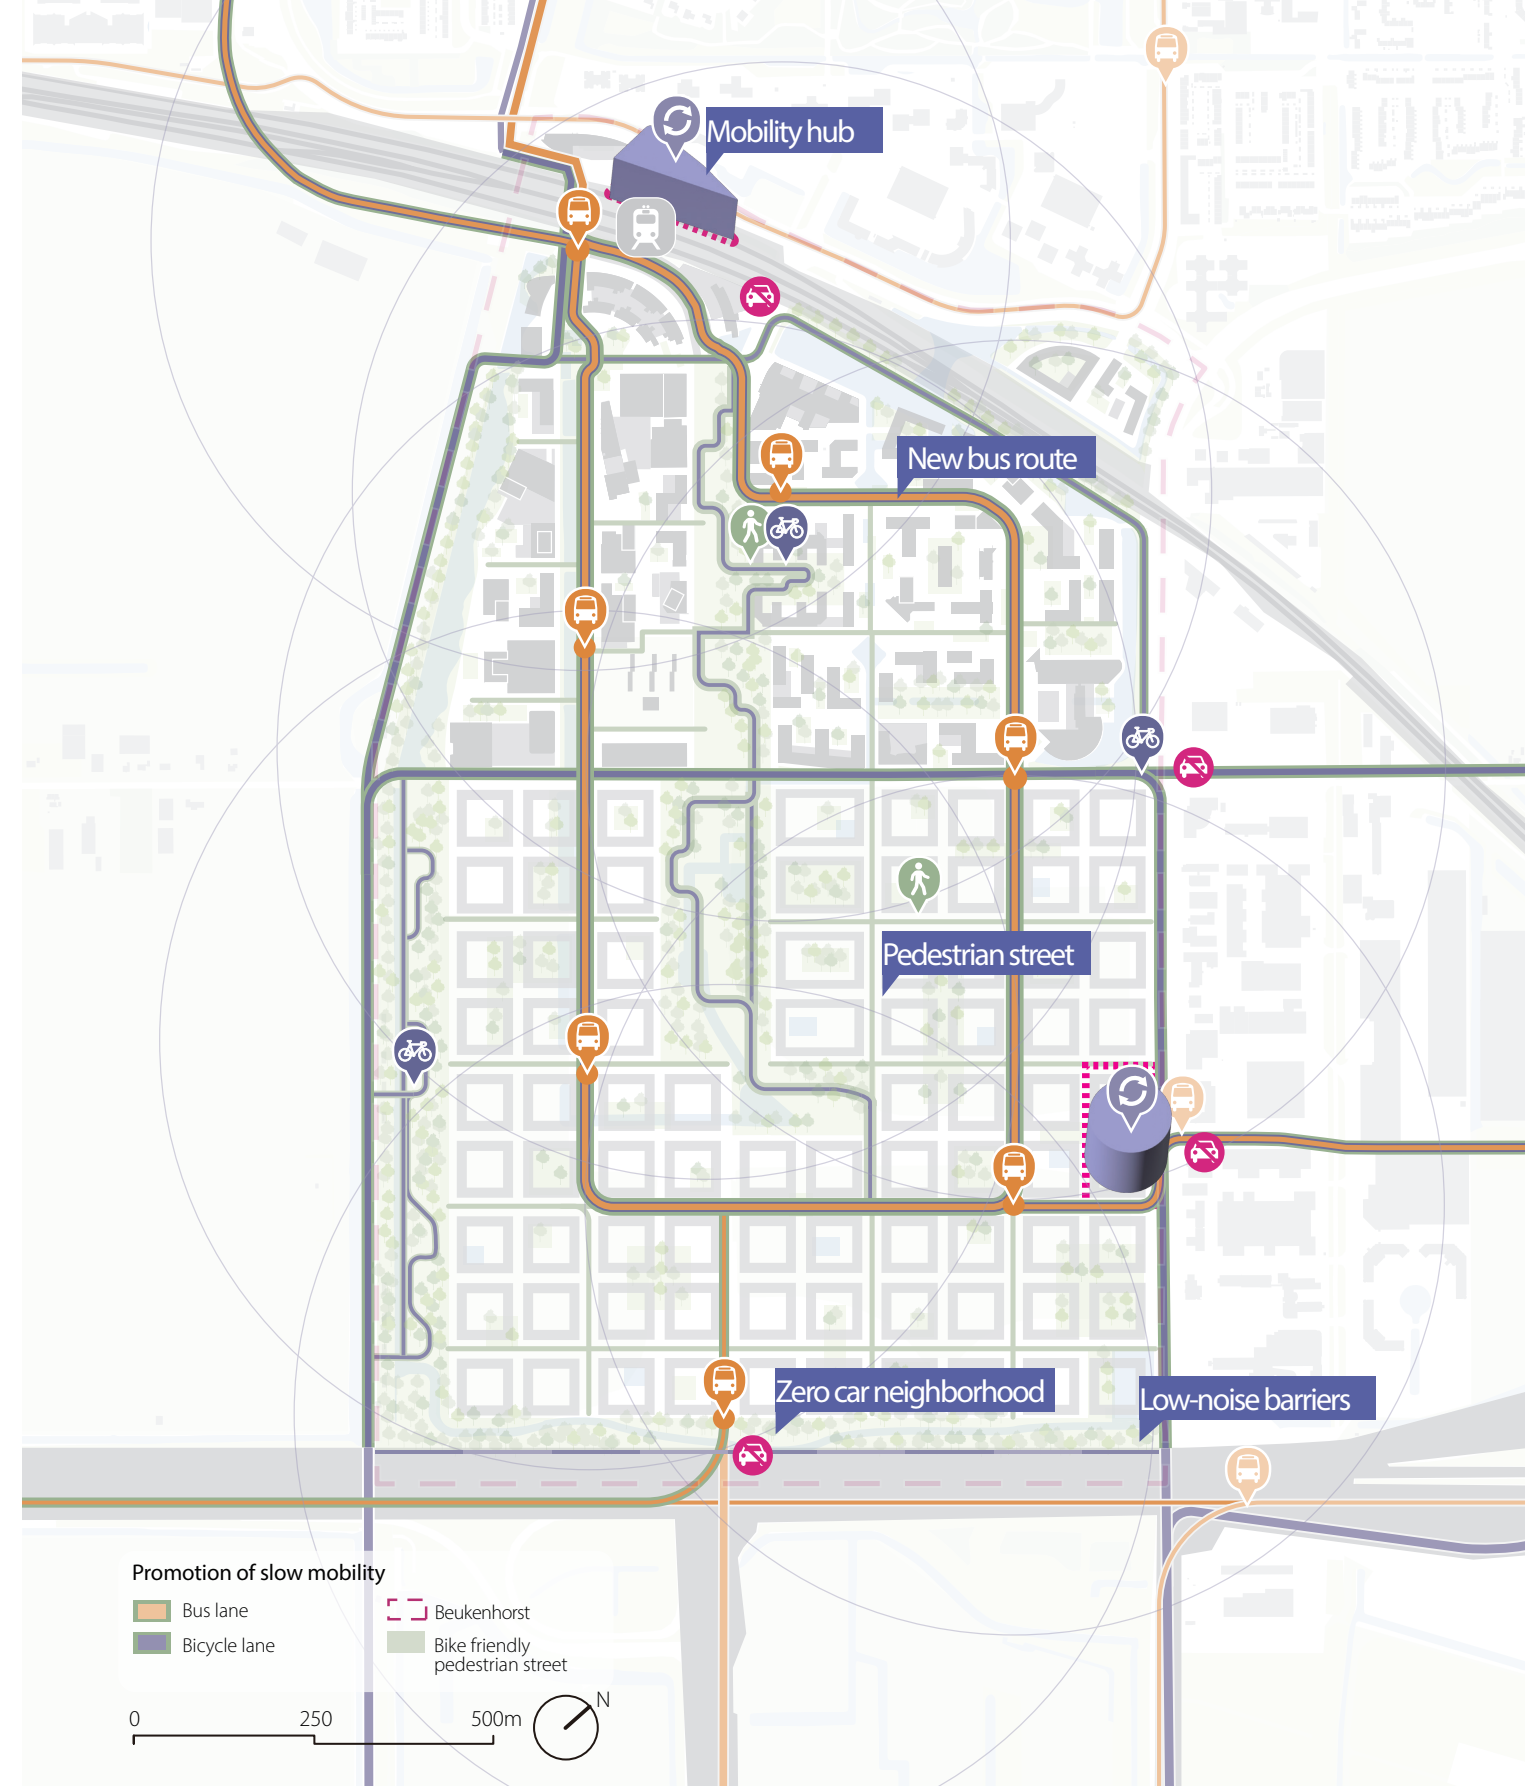 Mobility hub
New bus route
Pedestrian street
Zero car neighborhood
Low-noise barriers
Promotion of slow mobility
Bus lane
Bicycle lane
Beukenhorst
Bike friendly
pedestrian street
0 250 500m
N